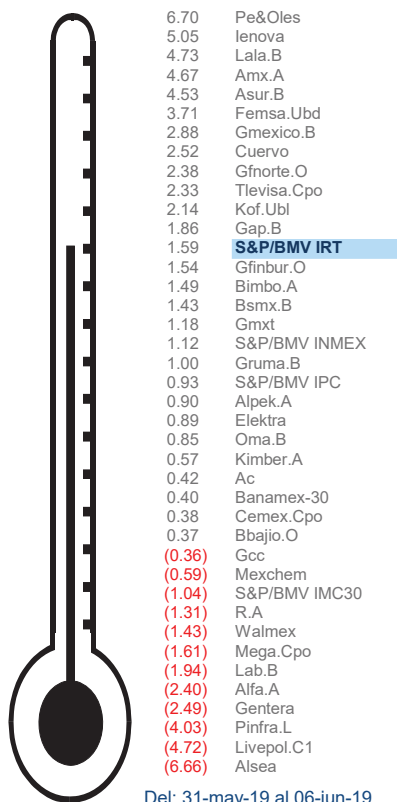 6.70 Pe&Oles
5.05 Ienova
4.73 Lala.B
4.67 Amx.A
4.53 Asur.B
3.71 Femsa.Ubd
2.88 Gmexico.B
2.52 Cuervo
2.38 Gfnorte.O
2.33 Tlevisa.Cpo
2.14 Kof.Ubl
1.86 Gap.B
1.59 S&P/BMV IRT
1.54 Gfinbur.O
1.49 Bimbo.A
1.43 Bsmx.B
1.18 Gmxt
1.12 S&P/BMV INMEX
1.00 Gruma.B
0.93 S&P/BMV IPC
0.90 Alpek.A
0.89 Elektra
0.85 Oma.B
0.57 Kimber.A
0.42 Ac
0.40 Banamex-30
0.38 Cemex.Cpo
0.37 Bbajio.O
(0.36) Gcc
(0.59) Mexchem
(1.04) S&P/BMV IMC30
(1.31) R.A
(1.43) Walmex
(1.61) Mega.Cpo
(1.94) Lab.B
(2.40) Alfa.A
(2.49) Gentera
(4.03) Pinfra.L
(4.72) Livepol.C1
(6.66) Alsea
Del: 31-may-19 al 06-jun-19